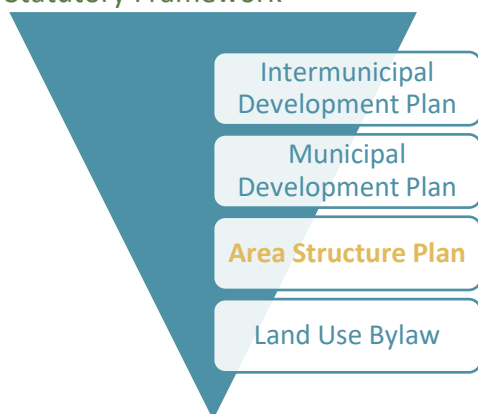 Statutory Framework
Intermunicipal
Development Plan
Municipal
Development Plan
Area Structure Plan
Land Use Bylaw